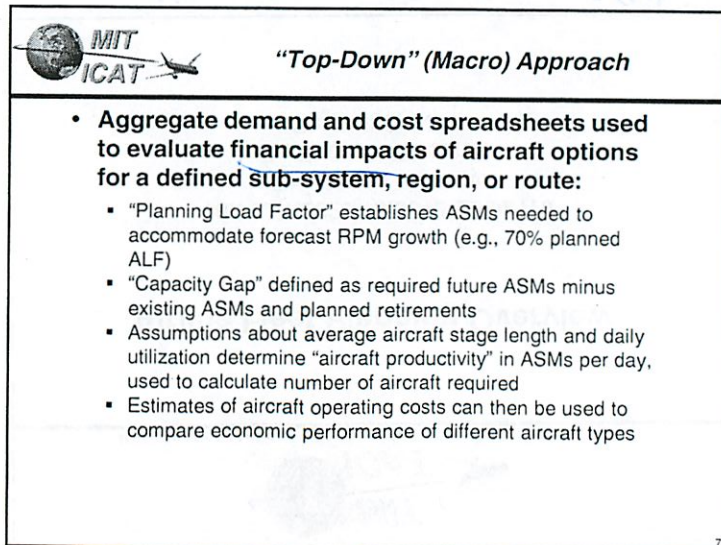 MIT
ICAT
“Top-Down” (Macro) Approach
• Aggregate demand and cost spreadsheets used
to evaluate financial impacts of aircraft options
for a defined sub-system, region, or route:
▪ “Planning Load Factor” establishes ASMs needed to
accommodate forecast RPM growth (e.g., 70% planned
ALF)
▪ “Capacity Gap” defined as required future ASMs minus
existing ASMs and planned retirements
▪ Assumptions about average aircraft stage length and daily
utilization determine “aircraft productivity” in ASMs per day,
used to calculate number of aircraft required
▪ Estimates of aircraft operating costs can then be used to
compare economic performance of different aircraft types
7